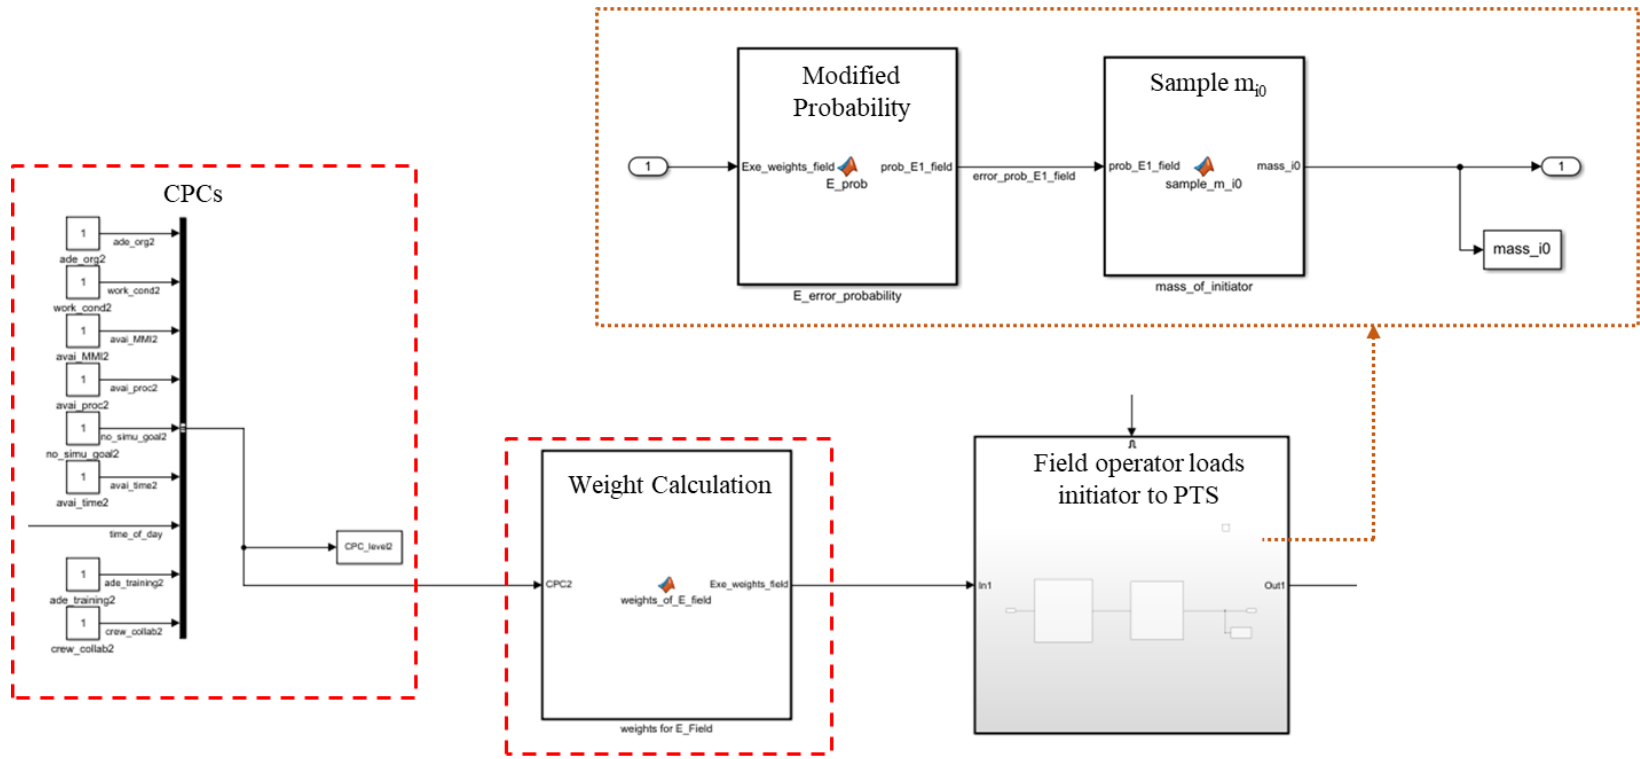 Modified
Probability
Exe_weights_field
prob_E1_field
E_prob
E_error_probability
1
error_prob_E1_field
Sample mi0
prob_E1_field
mass_i0
sample_m_i0
mass_of_initiator
1
mass_i0
CPCs
1
ade_org2
ade_org2
1
work_cond2
work_cond2
1
avai_MMI2
avai_MMI2
1
avai_proc2
avai_proc2
1
no_simu_goal2
no_simu_goal2
1
avai_time2
avai_time2
time_of_day
1
ade_training2
ade_training2
1
crew_collab2
crew_collab2
CPC_level2
Weight Calculation
CPC2
Exe_weights_field
weights_of_E_field
weights for E_Field
Field operator loads
initiator to PTS
In1
Out1